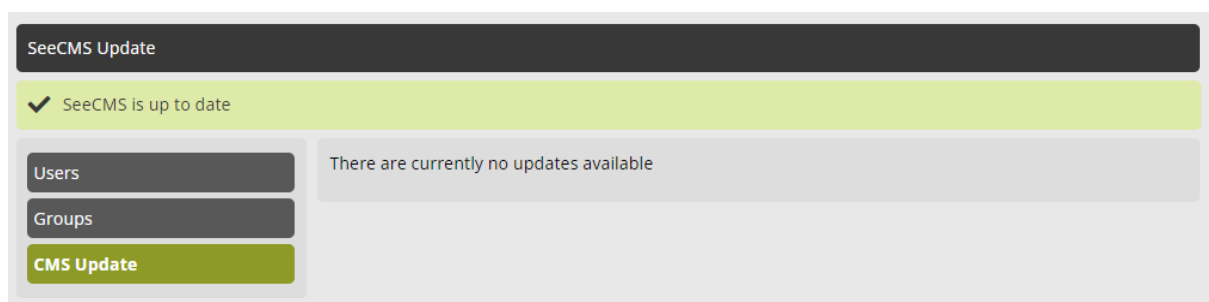 SeeCMS Update
SeeCMS is up to date
Users
Groups
CMS Update
There are currently no updates available